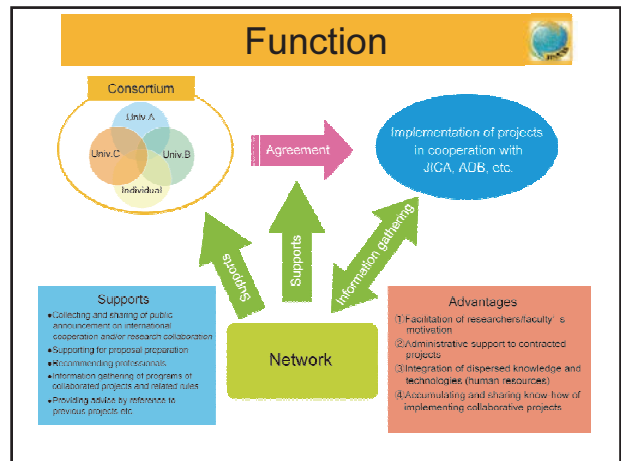 Function
Consortium
Univ.A
Univ.C
Univ.B
Individual
Agreement
Implementation of projects
in cooperation with
JICA, ADB, etc.
Supports
Supports
Information gathering
Supports
●Collecting and sharing of public
announcement on international
cooperation and/or research collaboration
●Supporting for proposal preparation
●Recommending professionals
●Information gathering of programs of
collaborated projects and related rules
●Providing advice by reference to
previous projects etc.
Network
Advantages
①Facilitation of researchers/faculty's
motivation
②Administrative support to contracted
projects
③Integration of dispersed knowledge and
technologies (human resources)
④Accumulating and sharing know-how of
implementing collaborative projects